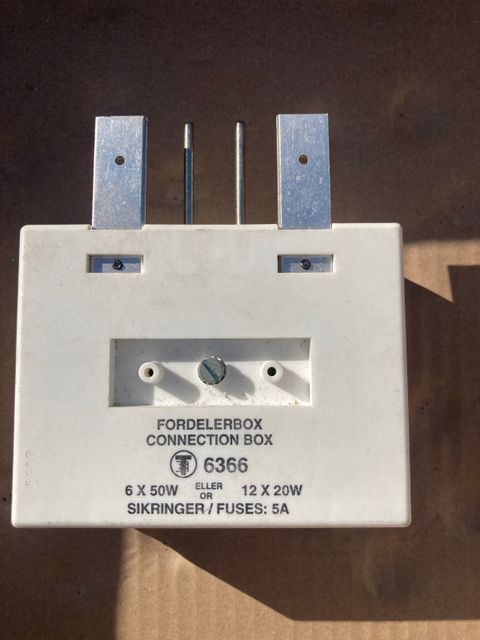 FORDELERBOX
CONNECTION BOX
T 6366
6 X 50W ELLER OR 12 X 20W
SIKRINGER / FUSES: 5A